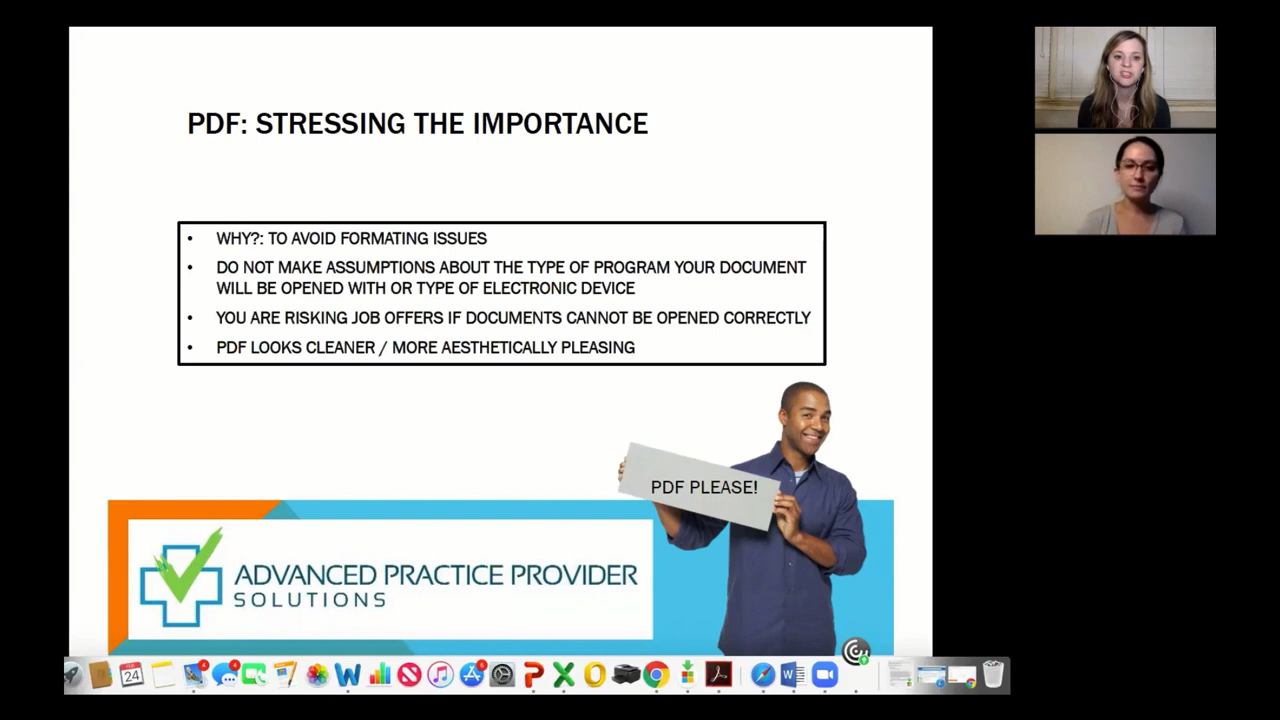 PDF: STRESSING THE IMPORTANCE
• WHY?: TO AVOID FORMATING ISSUES
• DO NOT MAKE ASSUMPTIONS ABOUT THE TYPE OF PROGRAM YOUR DOCUMENT
WILL BE OPENED WITH OR TYPE OF ELECTRONIC DEVICE
• YOU ARE RISKING JOB OFFERS IF DOCUMENTS CANNOT BE OPENED CORRECTLY
• PDF LOOKS CLEANER / MORE AESTHETICALLY PLEASING
PDF PLEASE!
ADVANCED PRACTICE PROVIDER
SOLUTIONS
FEB
24